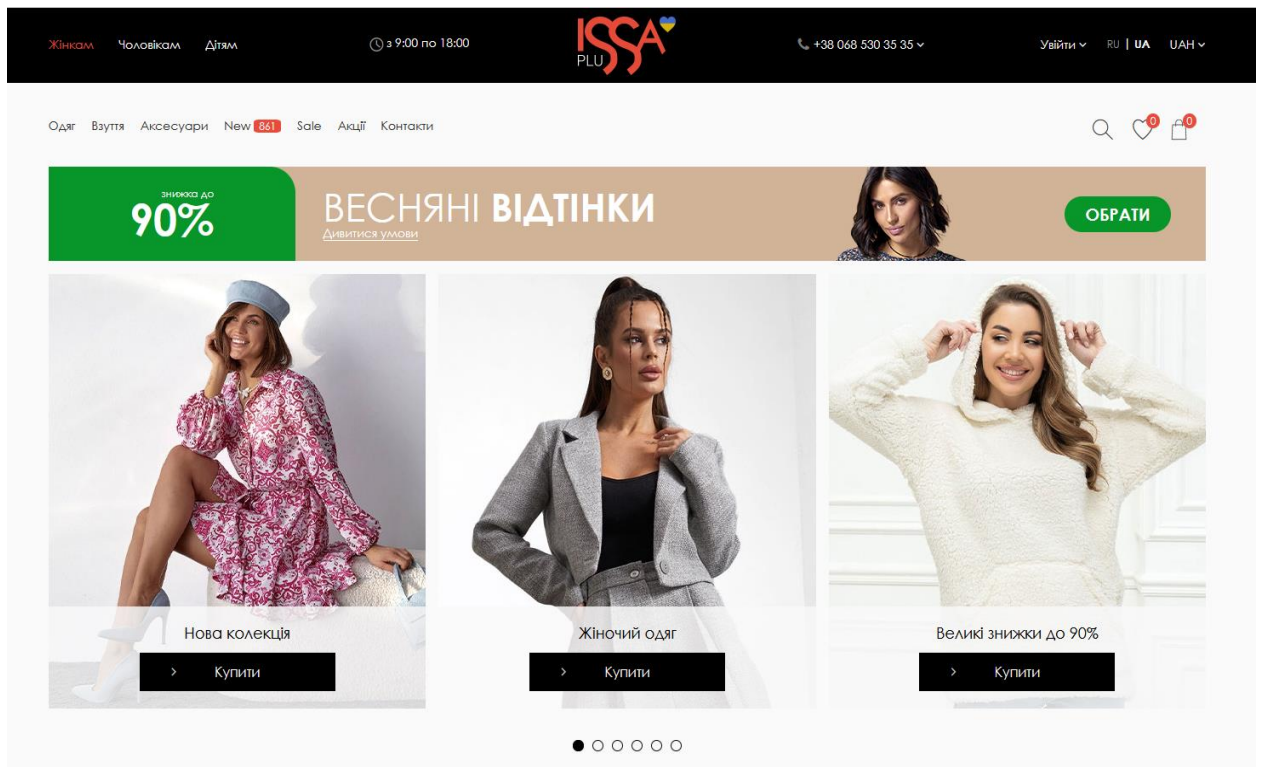 Жінкам Чоловікам Дітям
з 9:00 по 18:00
ISSA
PLUS
+38 068 530 35 35
Увійти RU | UA UAH
Одяг Взуття Аксесуари New 861 Sale Акції Контакти
0 0
знижка до
90%
ВЕСНЯНІ ВІДТІНКИ
Дивитися умови
ОБРАТИ
Нова колекція
Купити
Жіночий одяг
Купити
Великі знижки до 90%
Купити